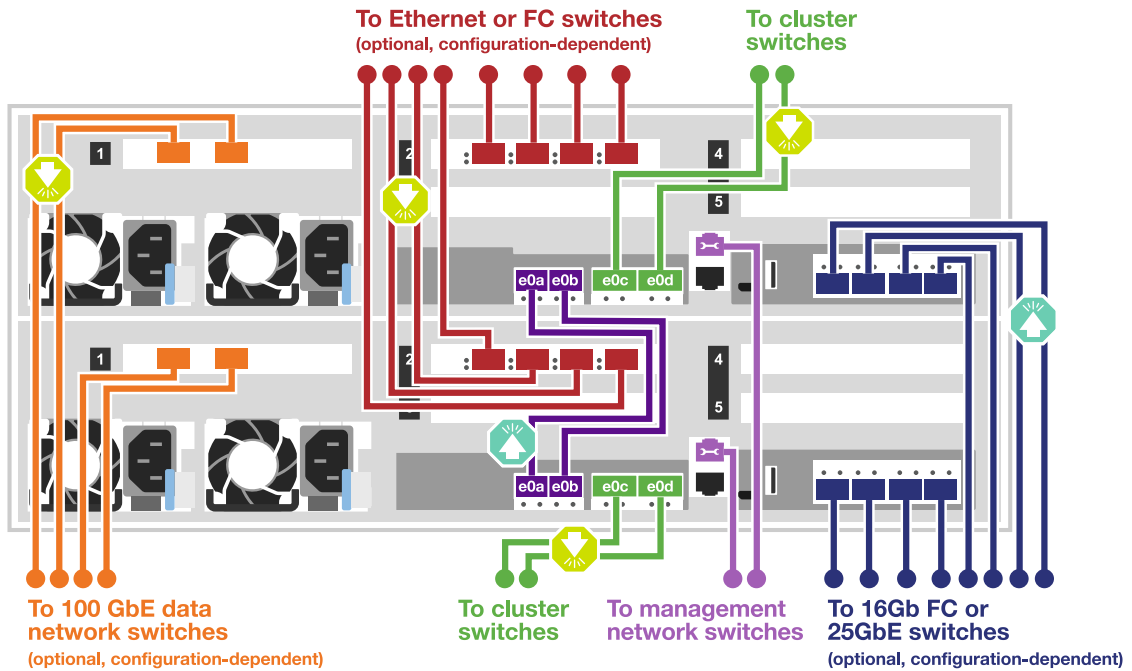 To Ethernet or FC switches
(optional, configuration-dependent)
To cluster
switches
1
2
4
5
e0a e0b e0c e0d
1
2
4
5
e0a e0b e0c e0d
To 100 GbE data
network switches
(optional, configuration-dependent)
To cluster
switches
To management
network switches
To 16Gb FC or
25GbE switches
(optional, configuration-dependent)